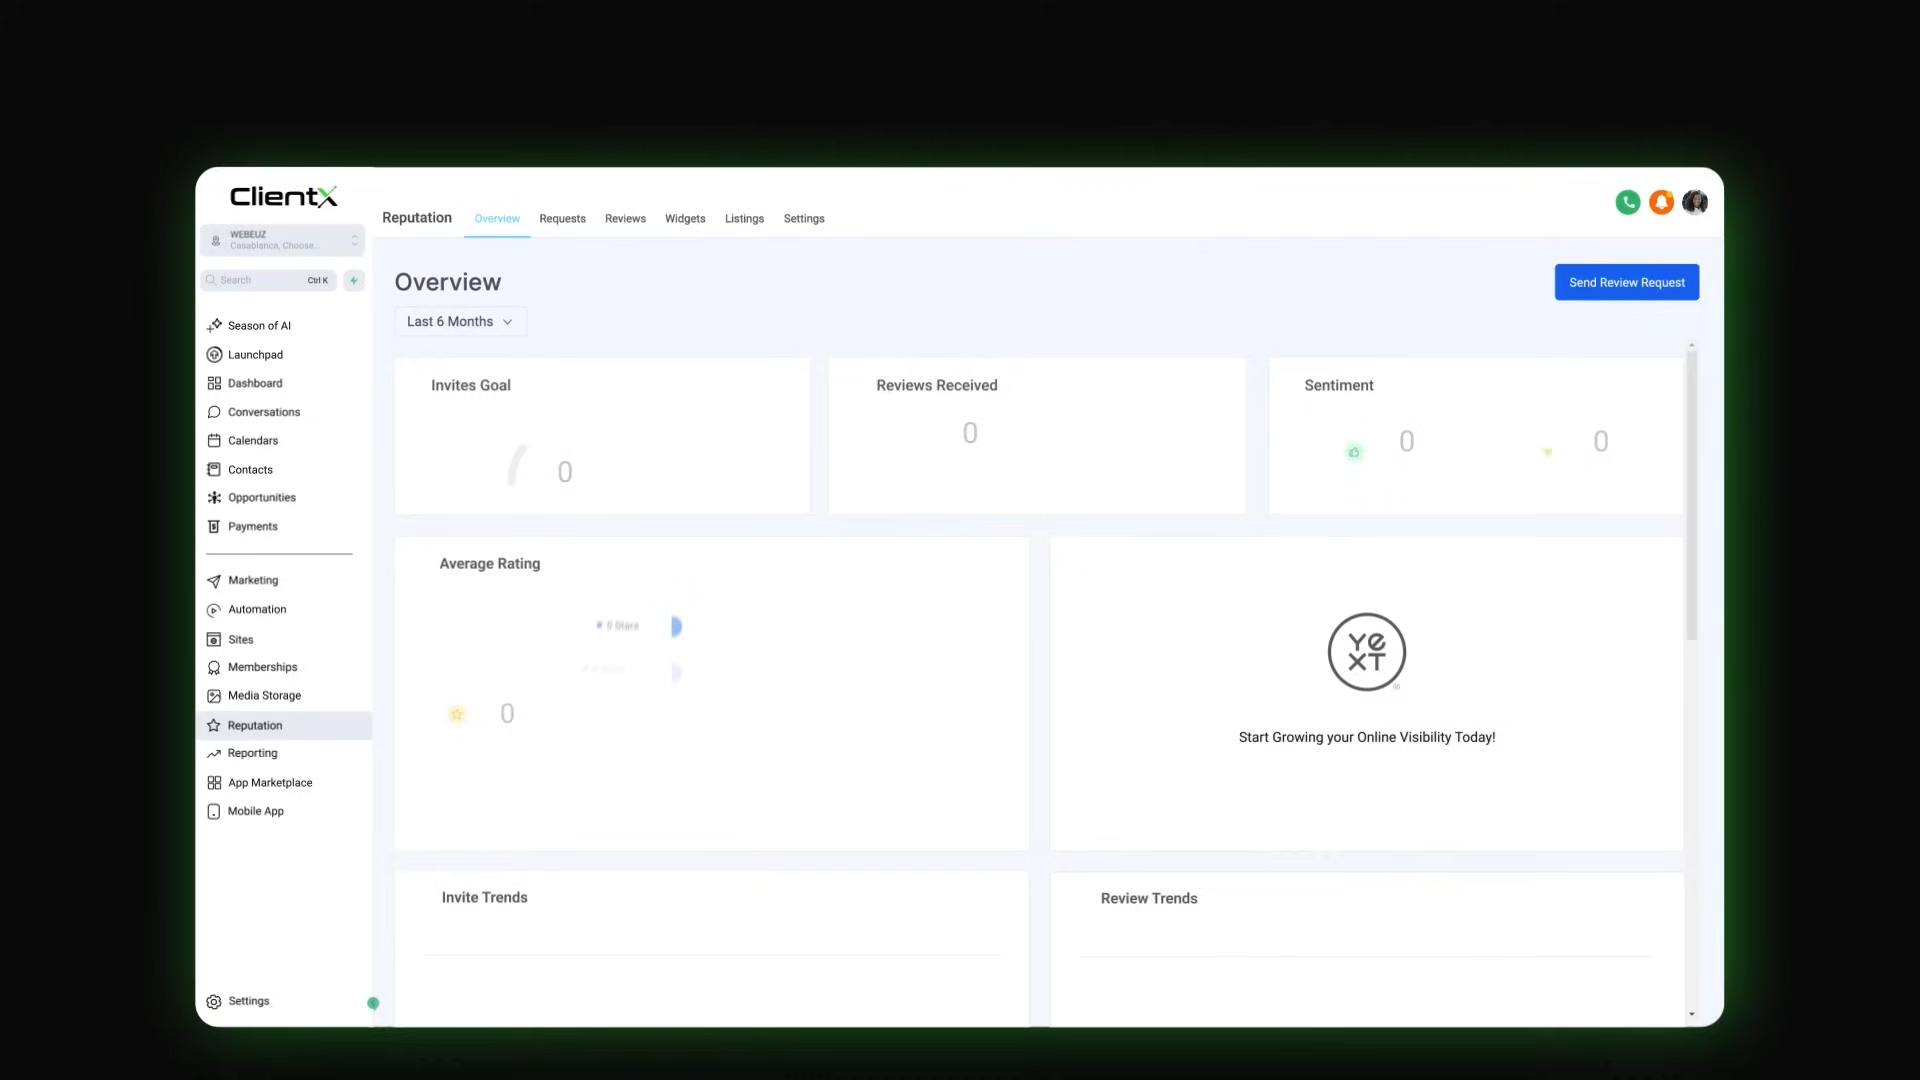 ClientX
WEBEUZ
Casablanca, Choose...
Search
Ctrl K
Season of AI
Launchpad
Dashboard
Conversations
Calendars
Contacts
Opportunities
Payments
Marketing
Automation
Sites
Memberships
Media Storage
Reputation
Reporting
App Marketplace
Mobile App
Settings
Reputation
Overview
Requests
Reviews
Widgets
Listings
Settings
Overview
Send Review Request
Last 6 Months
Invites Goal
0
Reviews Received
0
Sentiment
0
0
Average Rating
5 Stars
0
YEXT
®
Start Growing your Online Visibility Today!
Invite Trends
Review Trends